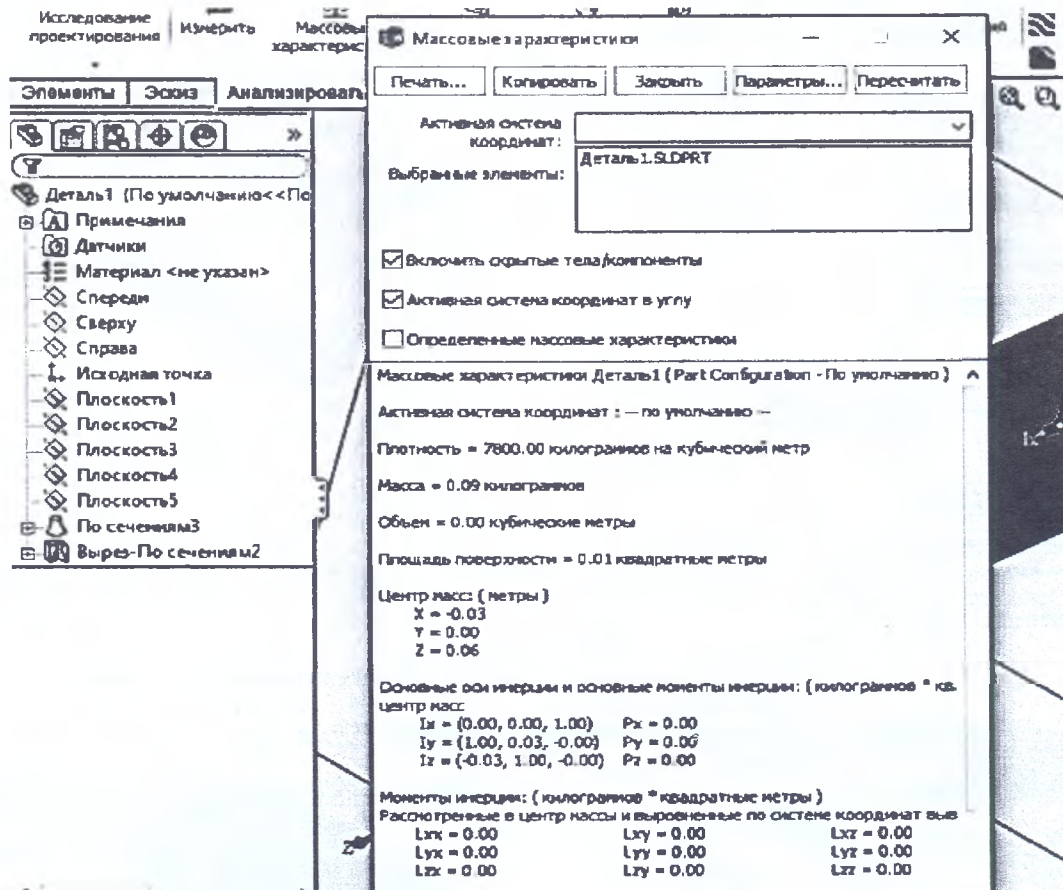 Исследование
проектирования
Измерить
Массовы
характерис
Элементы
Эскиз
Анализировать
Деталь1 (По умолчанию<<По
Примечания
Датчики
Материал <не указан>
Спереди
Сверху
Справа
Исходная точка
Плоскость1
Плоскость2
Плоскость3
Плоскость4
Плоскость5
По сечениям3
Вырез-По сечениям2
Массовые характеристики
Печать...
Копировать
Закрыть
Параметры...
Пересчитать
Активная система
координат:
Выбранные элементы:
Деталь1.SLDPRT
Включить скрытые тела/компоненты
Активная система координат в углу
Определенные массовые характеристики
Массовые характеристики Деталь1 ( Part Configuration - По умолчанию )
Активная система координат : -- по умолчанию --
Плотность = 7800.00 килограммов на кубический метр
Масса = 0.09 килограммов
Объем = 0.00 кубические метры
Площадь поверхности = 0.01 квадратные метры
Центр масс: ( метры )
X = -0.03
Y = 0.00
Z = 0.06
Основные оси инерции и основные моменты инерции: ( килограммов * кв.
центр масс
Ix = (0.00, 0.00, 1.00) Px = 0.00
Iy = (1.00, 0.03, -0.00) Py = 0.00
Iz = (-0.03, 1.00, -0.00) Pz = 0.00
Моменты инерции: ( килограммов * квадратные метры )
Рассмотренные в центр массы и выровненные по системе координат выв
Lxx = 0.00 Lxy = 0.00 Lxz = 0.00
Lyx = 0.00 Lyy = 0.00 Lyz = 0.00
Lzx = 0.00 Lzy = 0.00 Lzz = 0.00
z